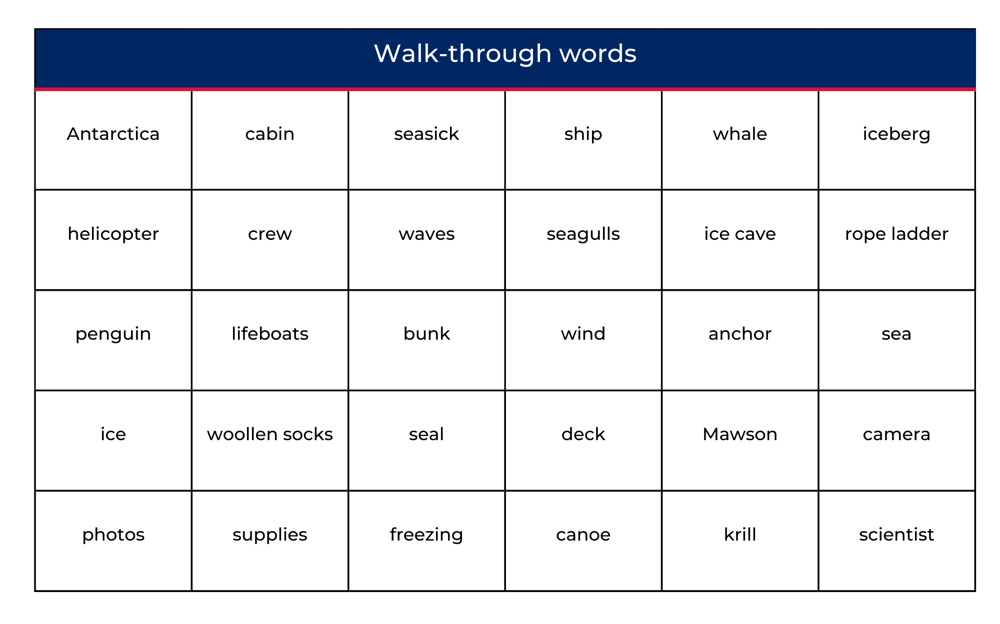 Walk-through words
Antarctica cabin seasick ship whale iceberg
helicopter crew waves seagulls ice cave rope ladder
penguin lifeboats bunk wind anchor sea
ice woollen socks seal deck Mawson camera
photos supplies freezing canoe krill scientist